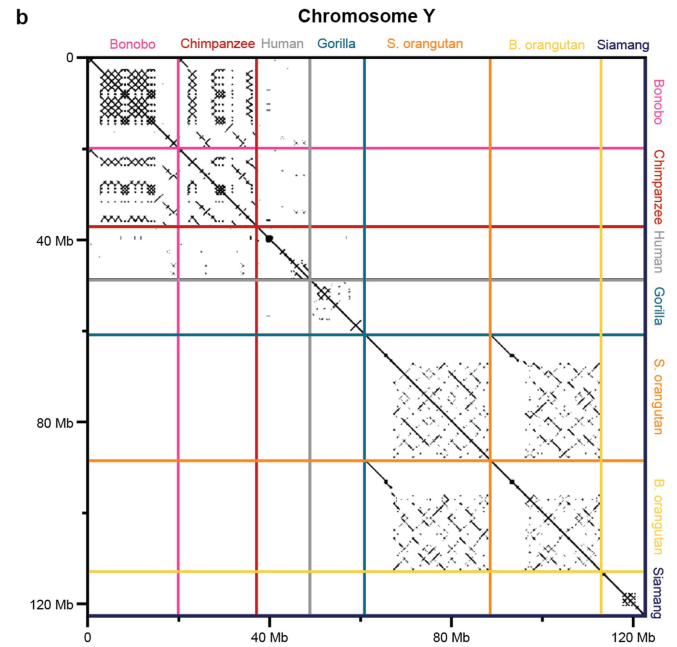 b
Chromosome Y
Bonobo Chimpanzee Human Gorilla S. orangutan B. orangutan Siamang
0
40 Mb
80 Mb
120 Mb
Bonobo
Chimpanzee
Human
Gorilla
S. orangutan
B. orangutan
Siamang
0 40 Mb 80 Mb 120 Mb